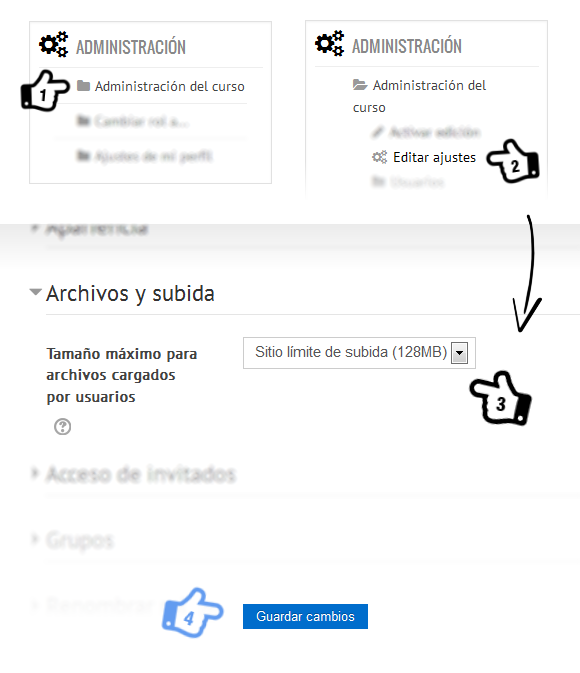 ADMINISTRACIÓN
1
Administración del curso
Cambiar rol a...
Ajustes de mi perfil
ADMINISTRACIÓN
Administración del
curso
Activar edición
Editar ajustes
2
Usuarios
Apariencia
Archivos y subida
Tamaño máximo para
archivos cargados
por usuarios
Sitio límite de subida (128MB)
3
?
Acceso de invitados
Grupos
Renombrar
4
Guardar cambios